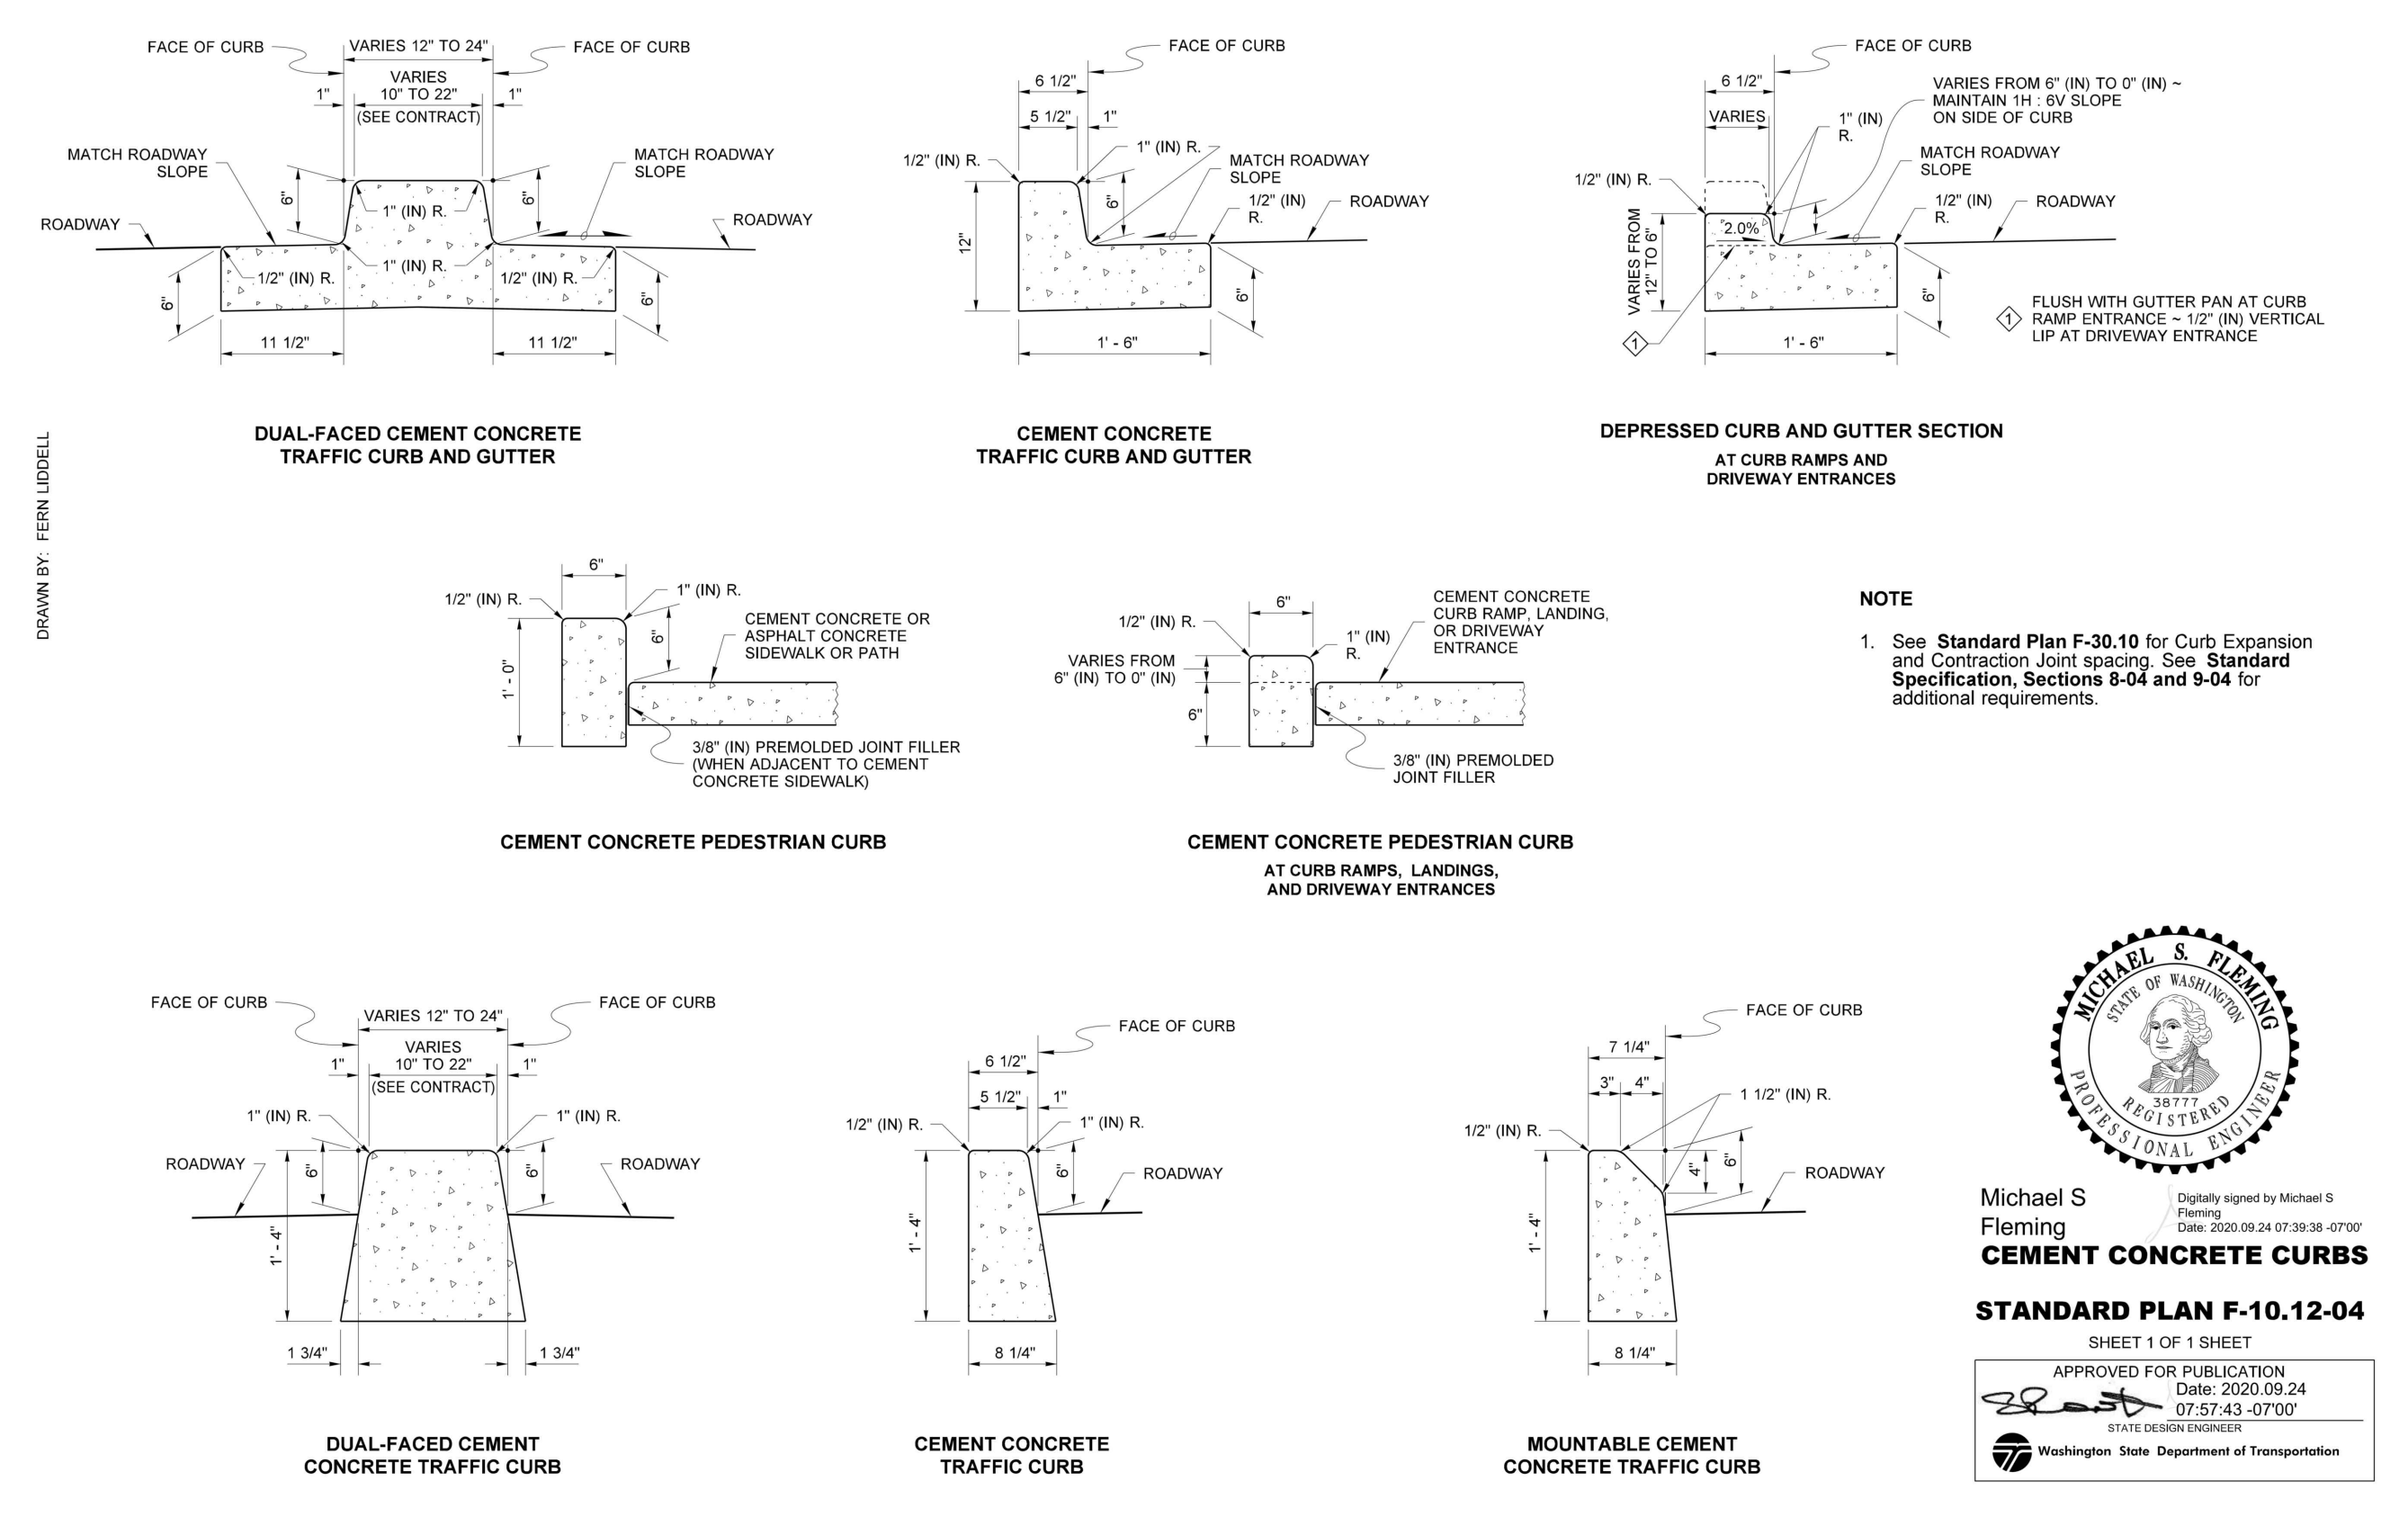 FACE OF CURB
VARIES 12" TO 24"
FACE OF CURB
VARIES
10" TO 22"
(SEE CONTRACT)
1"
1"
MATCH ROADWAY
SLOPE
MATCH ROADWAY
SLOPE
6"
6"
1" (IN) R.
ROADWAY
ROADWAY
1" (IN) R.
1/2" (IN) R.
1/2" (IN) R.
6"
6"
11 1/2"
11 1/2"
DUAL-FACED CEMENT CONCRETE
TRAFFIC CURB AND GUTTER
FACE OF CURB
6 1/2"
5 1/2"
1"
1/2" (IN) R.
1" (IN) R.
MATCH ROADWAY
SLOPE
6"
1/2" (IN)
R.
ROADWAY
12"
6"
1' - 6"
CEMENT CONCRETE
TRAFFIC CURB AND GUTTER
FACE OF CURB
6 1/2"
VARIES
1" (IN)
R.
VARIES FROM 6" (IN) TO 0" (IN) ~
MAINTAIN 1H : 6V SLOPE
ON SIDE OF CURB
MATCH ROADWAY
SLOPE
1/2" (IN) R.
1/2" (IN)
R.
ROADWAY
VARIES FROM
12" TO 6"
2.0%
6"
1
1' - 6"
1
FLUSH WITH GUTTER PAN AT CURB
RAMP ENTRANCE ~ 1/2" (IN) VERTICAL
LIP AT DRIVEWAY ENTRANCE
DEPRESSED CURB AND GUTTER SECTION
AT CURB RAMPS AND
DRIVEWAY ENTRANCES
DRAWN BY: FERN LIDDELL
6"
1/2" (IN) R.
1" (IN) R.
CEMENT CONCRETE OR
ASPHALT CONCRETE
SIDEWALK OR PATH
6"
1' - 0"
3/8" (IN) PREMOLDED JOINT FILLER
(WHEN ADJACENT TO CEMENT
CONCRETE SIDEWALK)
CEMENT CONCRETE PEDESTRIAN CURB
6"
CEMENT CONCRETE
CURB RAMP, LANDING,
OR DRIVEWAY
ENTRANCE
1/2" (IN) R.
1" (IN)
R.
VARIES FROM
6" (IN) TO 0" (IN)
6"
3/8" (IN) PREMOLDED
JOINT FILLER
CEMENT CONCRETE PEDESTRIAN CURB
AT CURB RAMPS, LANDINGS,
AND DRIVEWAY ENTRANCES
NOTE
1. See Standard Plan F-30.10 for Curb Expansion
and Contraction Joint spacing. See Standard
Specification, Sections 8-04 and 9-04 for
additional requirements.
FACE OF CURB
VARIES 12" TO 24"
FACE OF CURB
VARIES
10" TO 22"
(SEE CONTRACT)
1"
1"
1" (IN) R.
1" (IN) R.
ROADWAY
ROADWAY
6"
6"
1' - 4"
1 3/4"
1 3/4"
DUAL-FACED CEMENT
CONCRETE TRAFFIC CURB
FACE OF CURB
6 1/2"
5 1/2"
1"
1/2" (IN) R.
1" (IN) R.
6"
ROADWAY
1' - 4"
8 1/4"
CEMENT CONCRETE
TRAFFIC CURB
FACE OF CURB
7 1/4"
3"
4"
1 1/2" (IN) R.
1/2" (IN) R.
4"
6"
ROADWAY
1' - 4"
8 1/4"
MOUNTABLE CEMENT
CONCRETE TRAFFIC CURB
MICHAEL S. FLEMING
STATE OF WASHINGTON
38777
REGISTERED
PROFESSIONAL ENGINEER
Michael S
Fleming
Digitally signed by Michael S
Fleming
Date: 2020.09.24 07:39:38 -07'00'
CEMENT CONCRETE CURBS
STANDARD PLAN F-10.12-04
SHEET 1 OF 1 SHEET
APPROVED FOR PUBLICATION
Date: 2020.09.24
07:57:43 -07'00'
STATE DESIGN ENGINEER
Washington State Department of Transportation